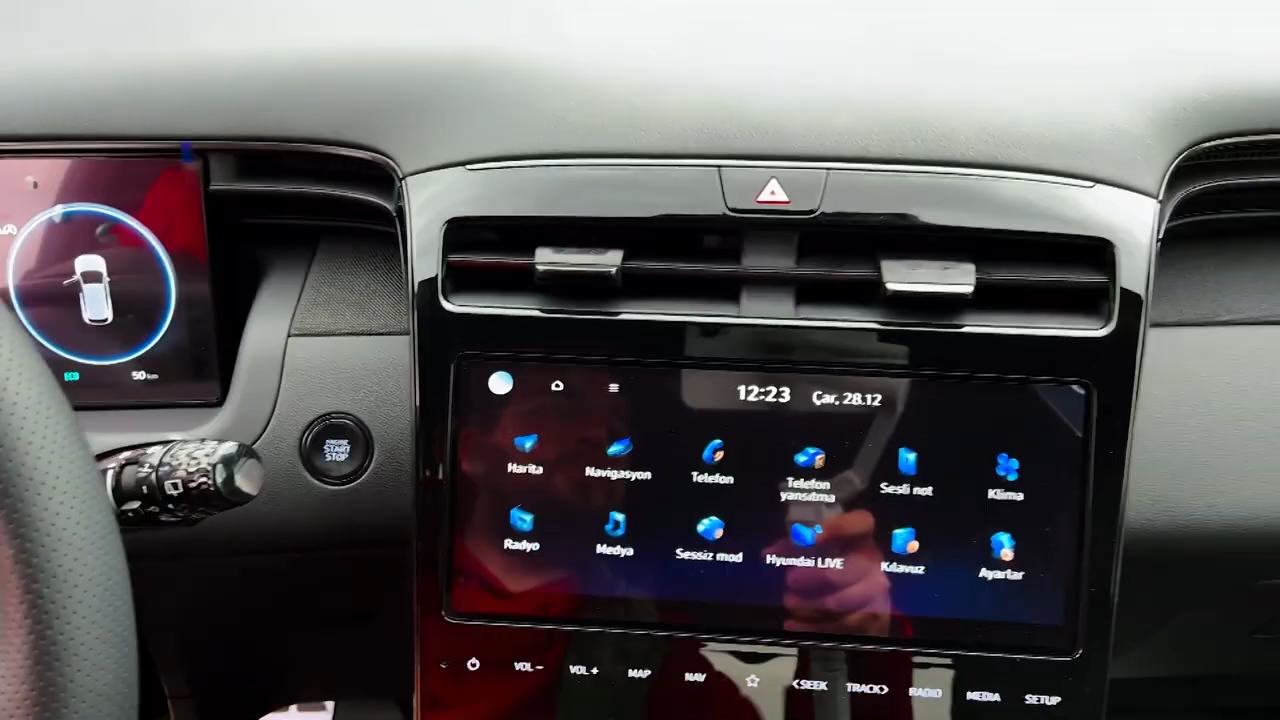 12:23 Çar, 28.12
Harita Navigasyon Telefon Telefon yansıtma Sesli not Klima
Radyo Medya Sessiz mod Hyundai LIVE Kılavuz Ayarlar
50 km
ENGINE
START
STOP
VOL - VOL + MAP NAV <SEEK TRACK> RADIO MEDIA SETUP